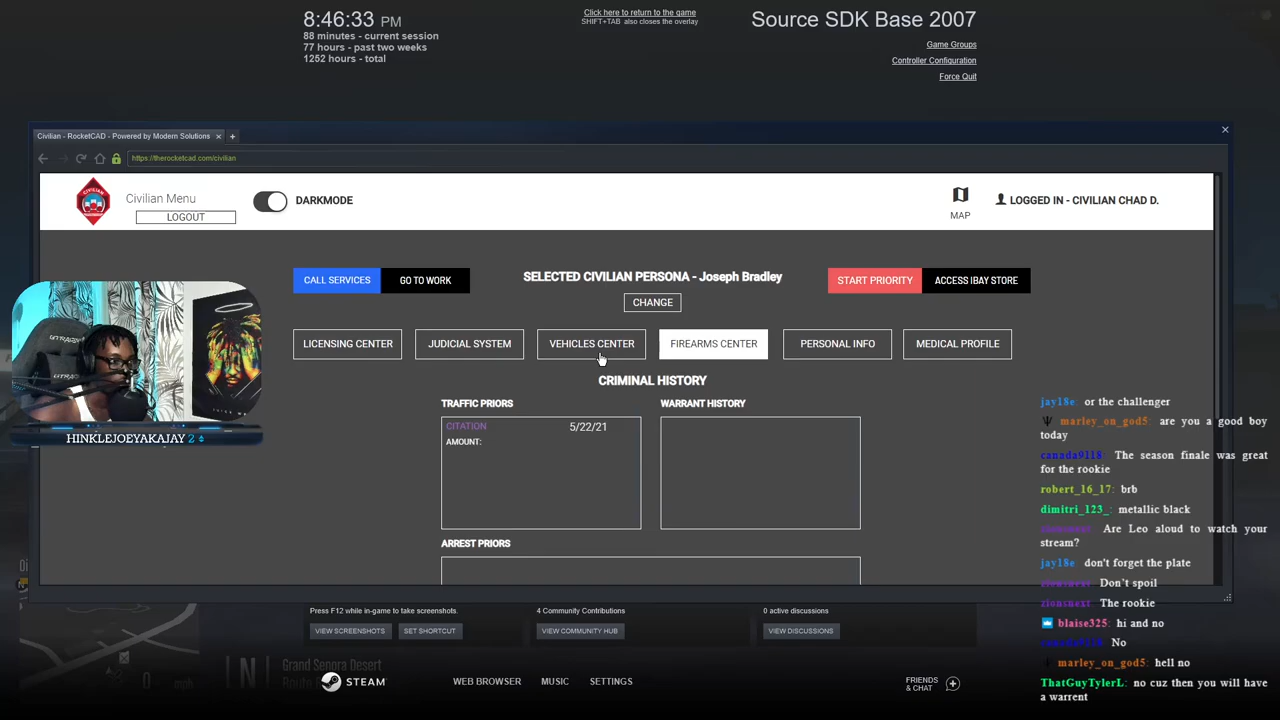 8:46:33 PM
88 minutes - current session
77 hours - past two weeks
1252 hours - total
Click here to return to the game
SHIFT+TAB also closes the overlay
Source SDK Base 2007
Game Groups
Controller Configuration
Force Quit
Civilian - RocketCAD - Powered by Modern Solutions
https://therocketcad.com/civilian
Civilian Menu
LOGOUT
DARKMODE
MAP
LOGGED IN - CIVILIAN CHAD D.
CALL SERVICES
GO TO WORK
SELECTED CIVILIAN PERSONA - Joseph Bradley
CHANGE
START PRIORITY
ACCESS IBAY STORE
LICENSING CENTER
JUDICIAL SYSTEM
VEHICLES CENTER
FIREARMS CENTER
PERSONAL INFO
MEDICAL PROFILE
CRIMINAL HISTORY
TRAFFIC PRIORS
WARRANT HISTORY
CITATION 5/22/21
AMOUNT:
ARREST PRIORS
HINKLEJOEYAKAJAY
jay18e: or the challenger
marley_on_god5: are you a good boy
today
canada9118: The season finale was great
for the rookie
robert_16_17: brb
dimitri_123_: metallic black
zionsnext: Are Leo aloud to watch your
stream?
jay18e: don't forget the plate
zionsnext: Don't spoil
zionsnext: The rookie
blaise325: hi and no
canada9118: No
marley_on_god5: hell no
ThatGuyTylerL: no cuz then you will have
a warrent
Press F12 while in-game to take screenshots.
VIEW SCREENSHOTS
SET SHORTCUT
4 Community Contributions
VIEW COMMUNITY HUB
0 active discussions
VIEW DISCUSSIONS
0 mph
N
Grand Senora Desert
STEAM
WEB BROWSER
MUSIC
SETTINGS
FRIENDS
& CHAT